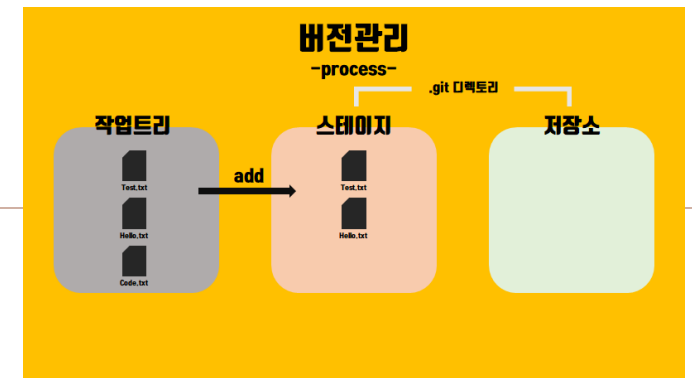 버전관리
-process-
.git 디렉토리
작업트리
스테이지
저장소
add
Test.txt
Hello.txt
Code.txt
Test.txt
Hello.txt